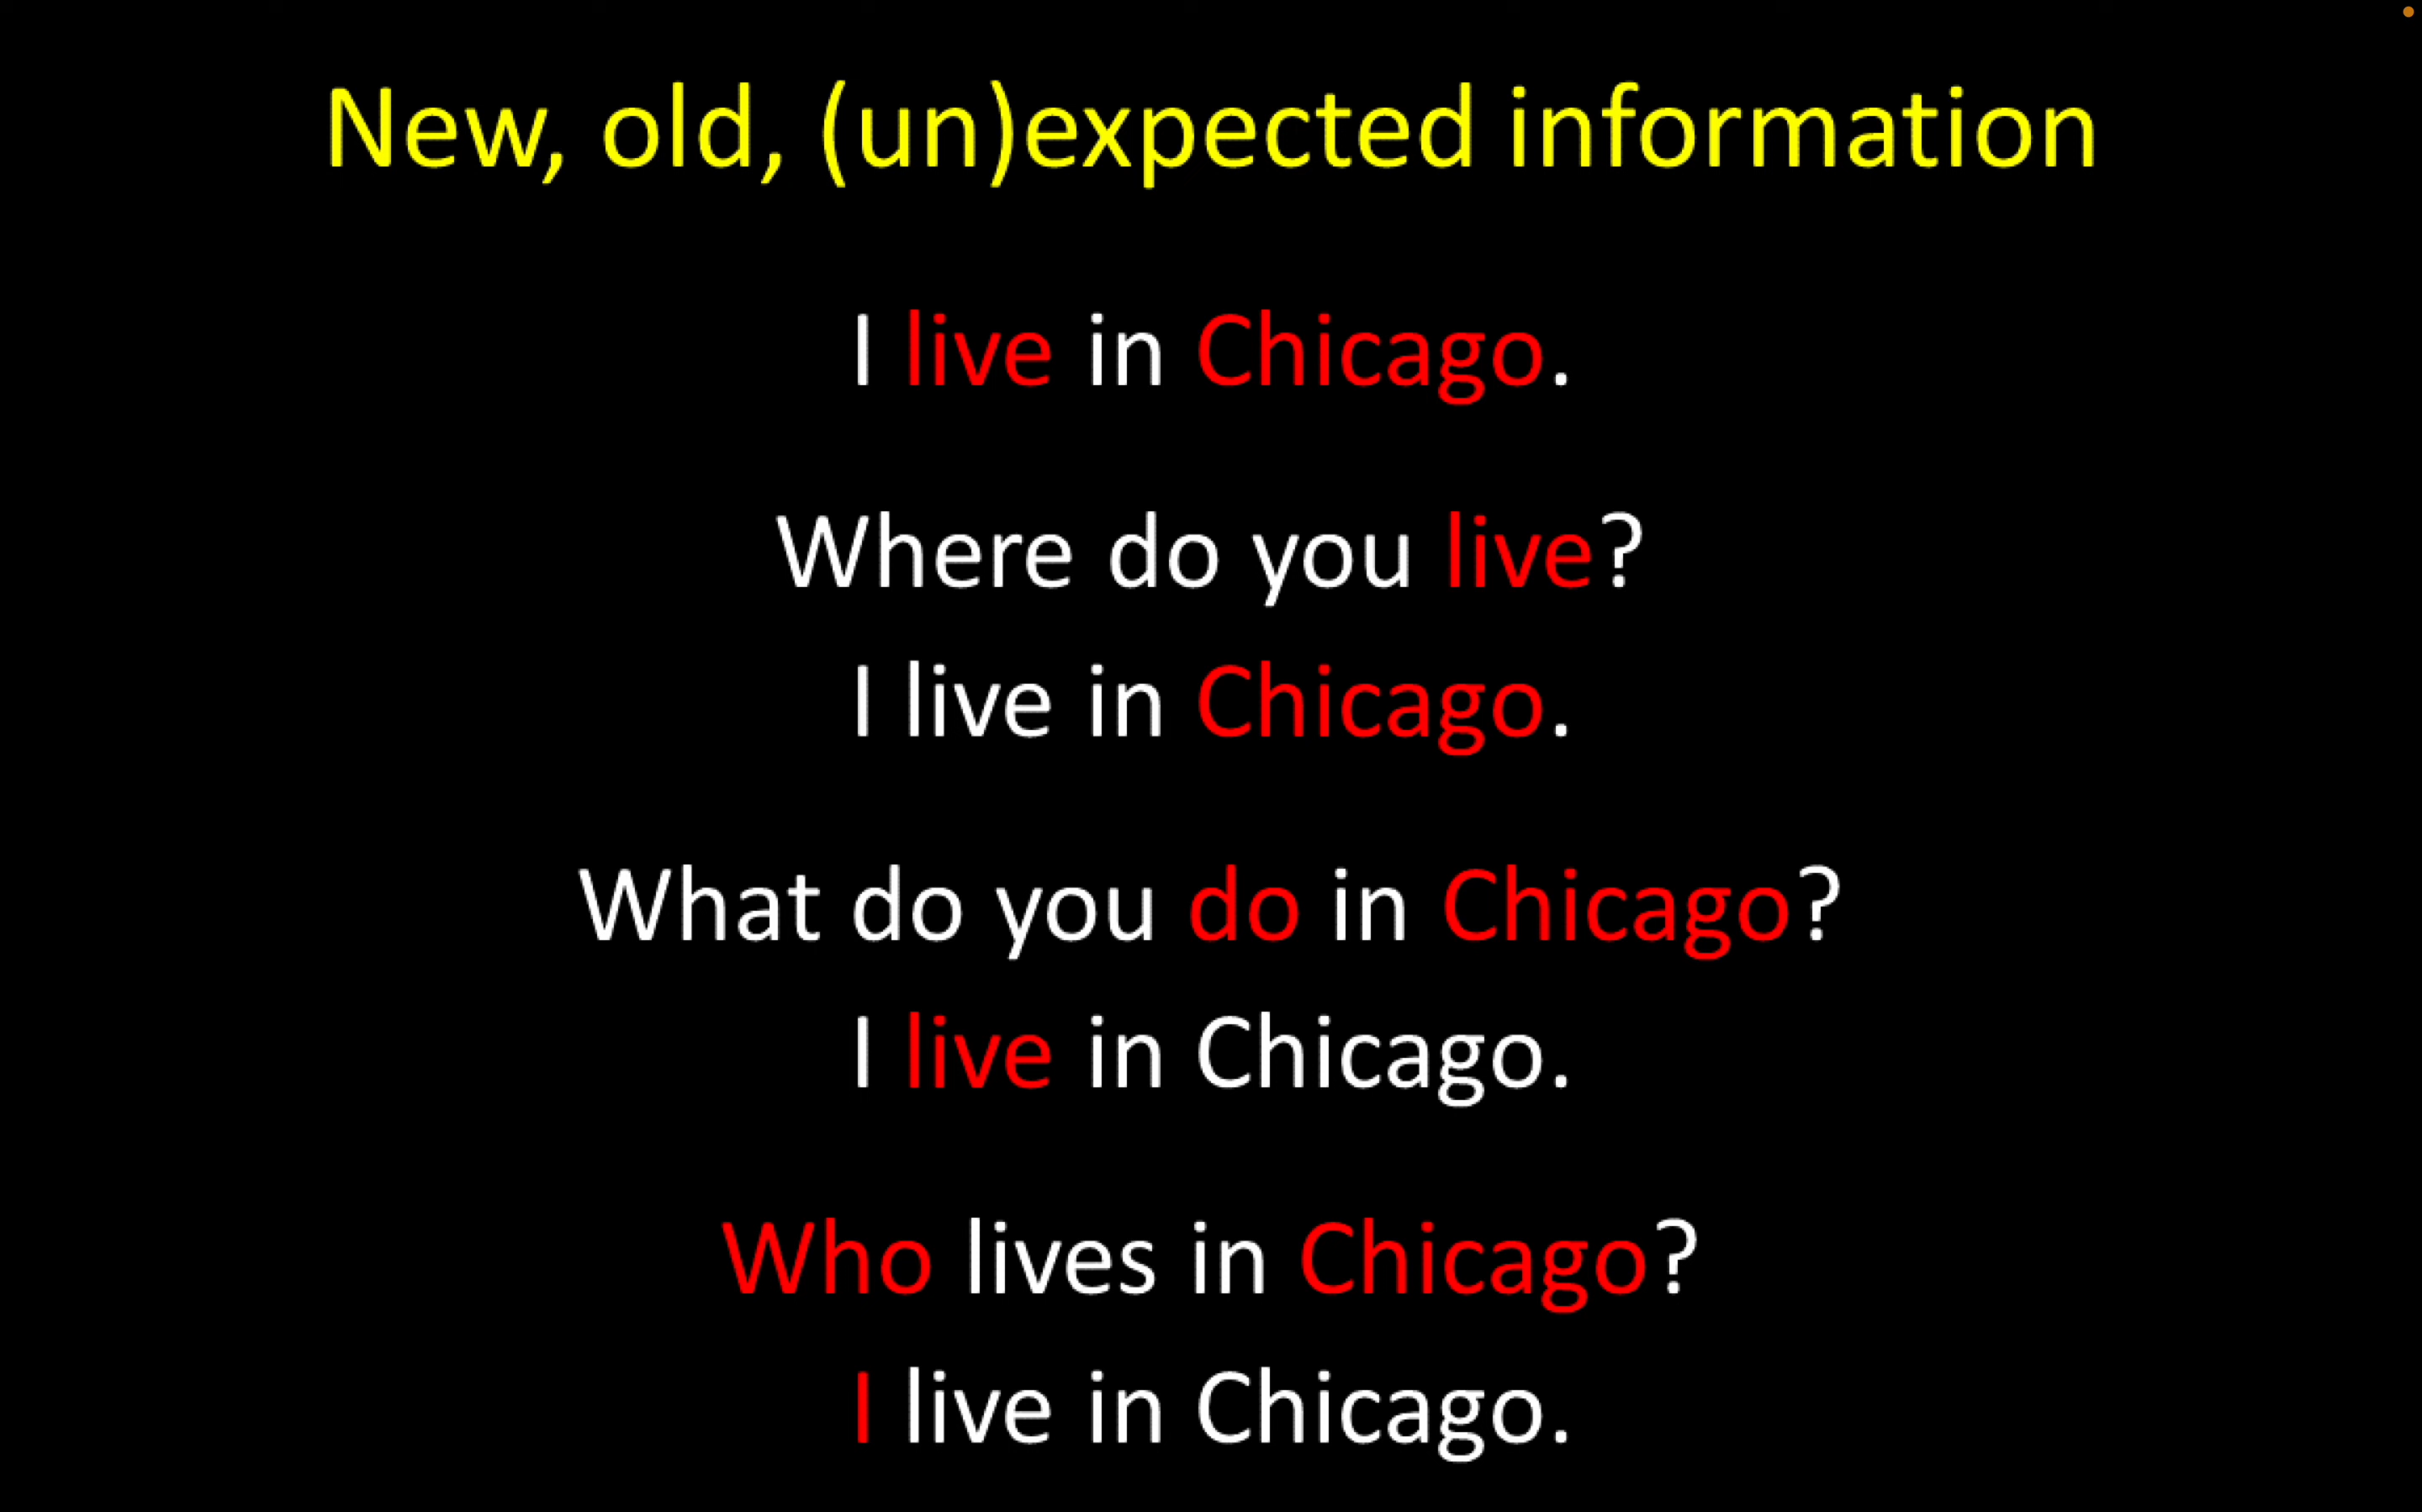 New, old, (un)expected information
I live in Chicago.
Where do you live?
I live in Chicago.
What do you do in Chicago?
I live in Chicago.
Who lives in Chicago?
I live in Chicago.